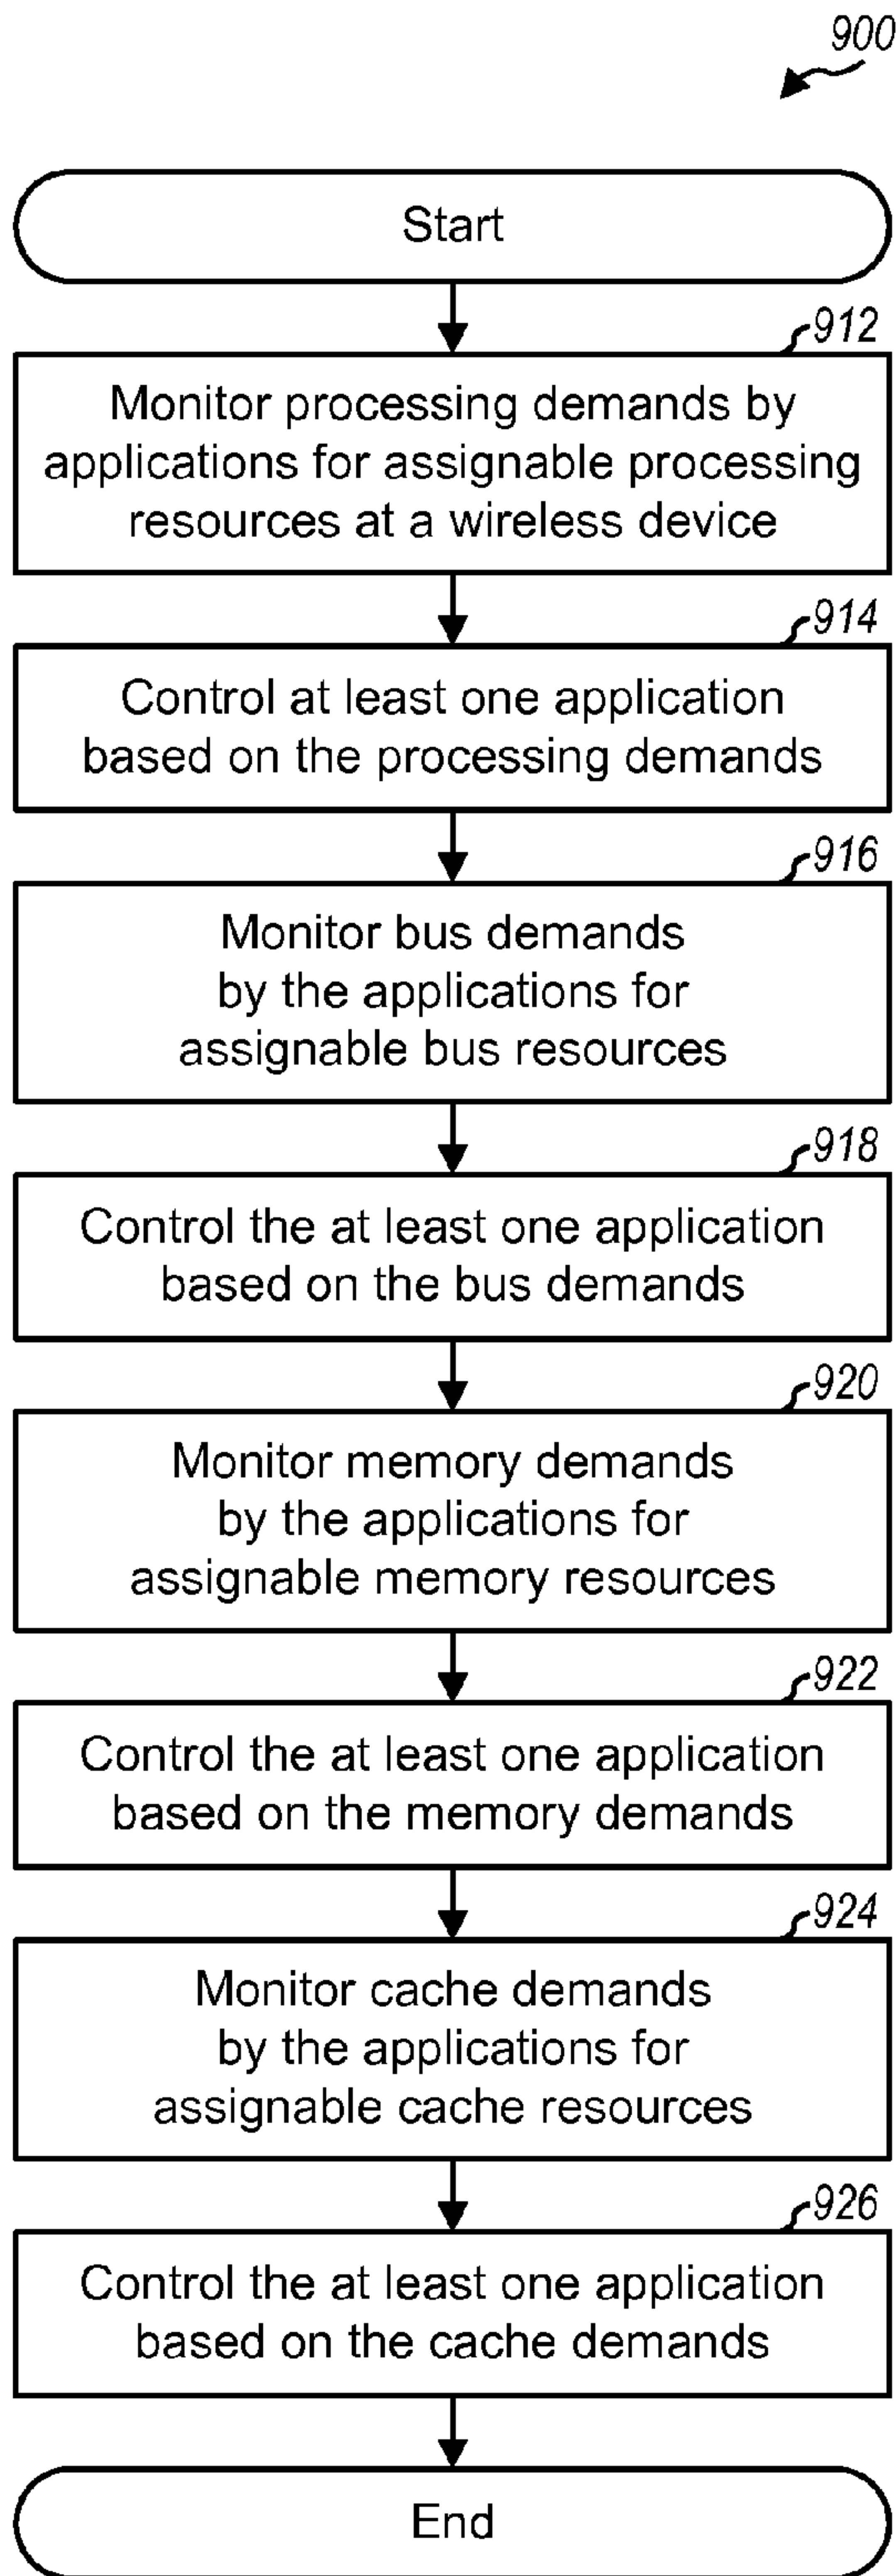 900
Start
912
Monitor processing demands by
applications for assignable processing
resources at a wireless device
914
Control at least one application
based on the processing demands
916
Monitor bus demands
by the applications for
assignable bus resources
918
Control the at least one application
based on the bus demands
920
Monitor memory demands
by the applications for
assignable memory resources
922
Control the at least one application
based on the memory demands
924
Monitor cache demands
by the applications for
assignable cache resources
926
Control the at least one application
based on the cache demands
End